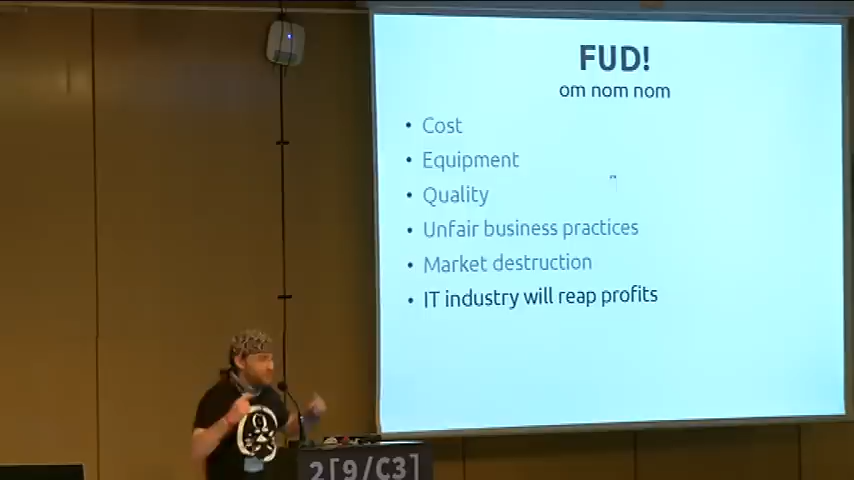 FUD!
om nom nom
• Cost
• Equipment
• Quality
• Unfair business practices
• Market destruction
• IT industry will reap profits
2[9/C3]